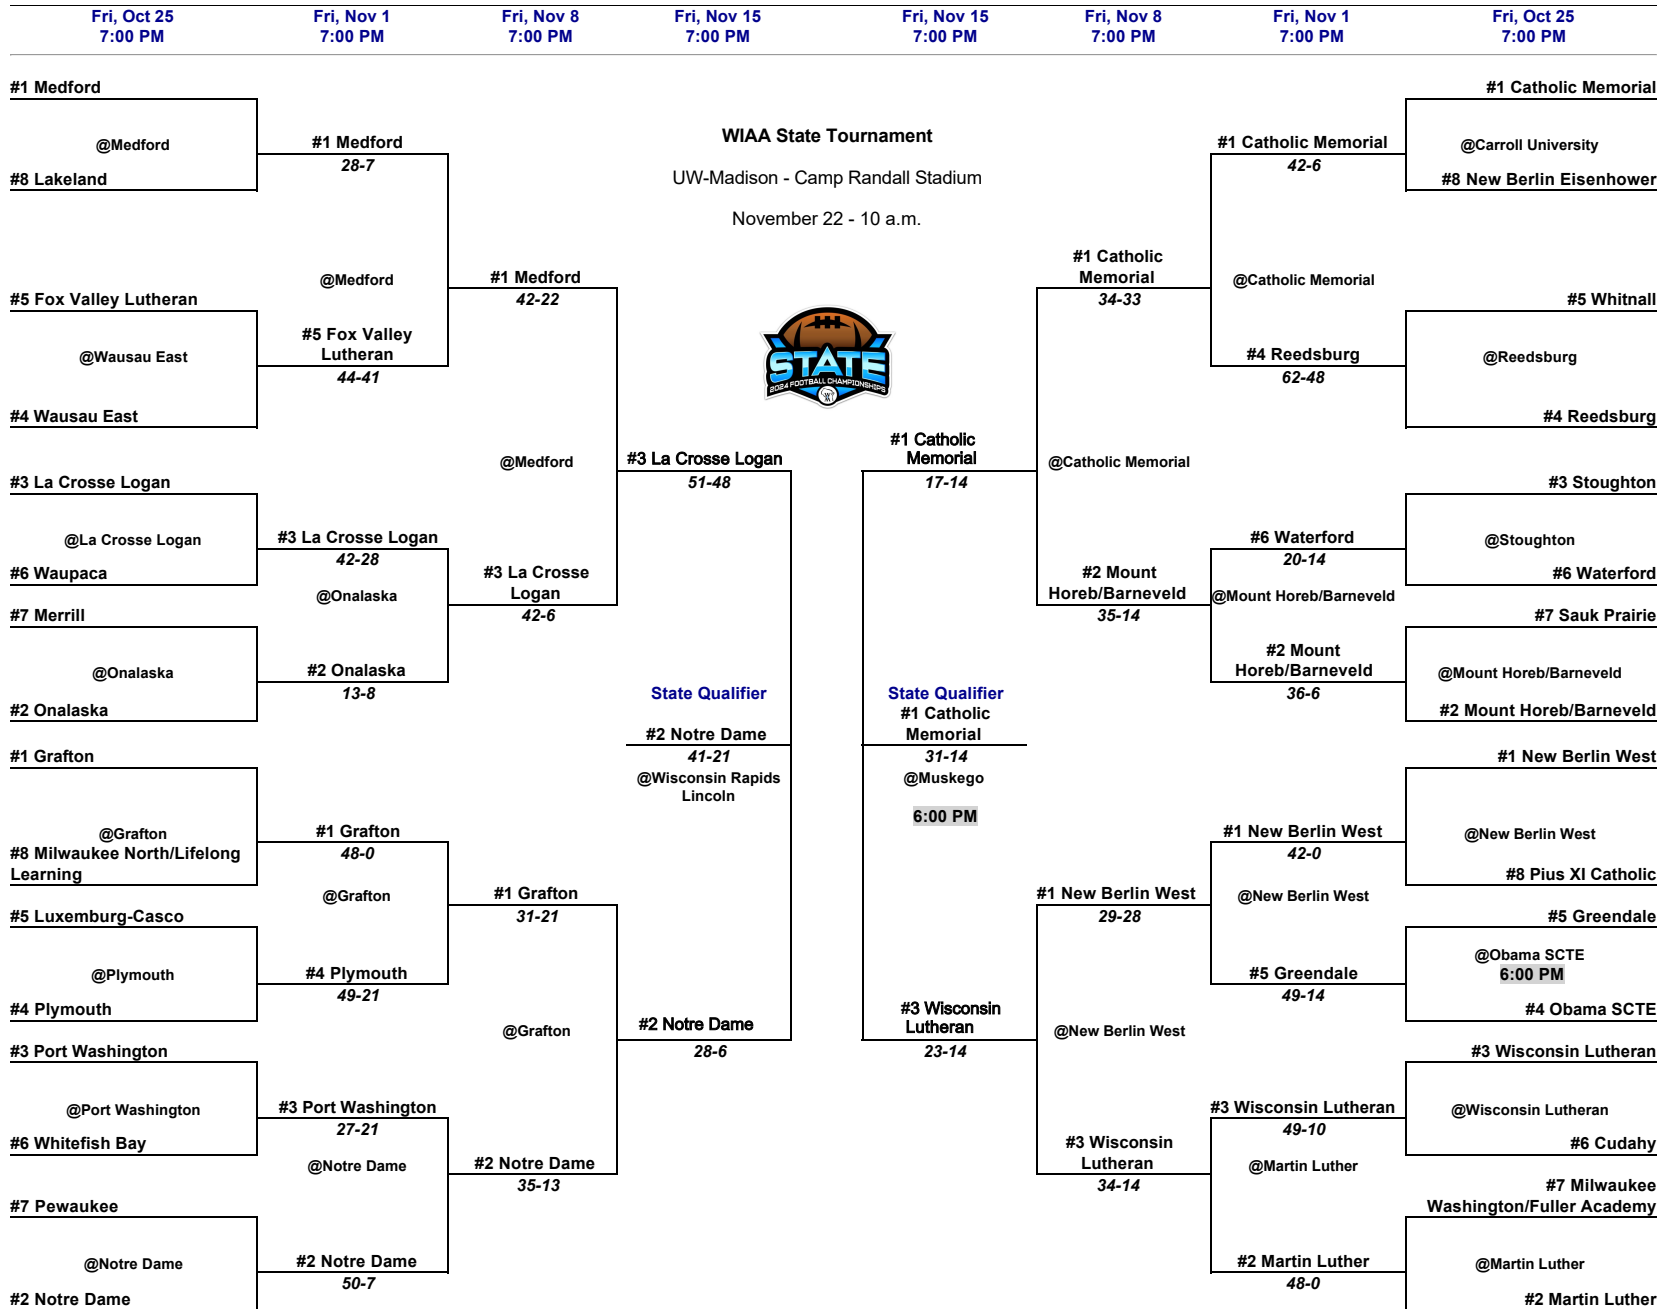 Fri, Oct 25 Fri, Nov 1 Fri, Nov 8 Fri, Nov 15 Fri, Nov 15 Fri, Nov 8 Fri, Nov 1 Fri, Oct 25
7:00 PM 7:00 PM 7:00 PM 7:00 PM 7:00 PM 7:00 PM 7:00 PM 7:00 PM
#1 Medford
@Medford
#8 Lakeland
#5 Fox Valley Lutheran
@Wausau East
#4 Wausau East
#3 La Crosse Logan
@La Crosse Logan
#6 Waupaca
#7 Merrill
@Onalaska
#2 Onalaska
#1 Grafton
@Grafton
#8 Milwaukee North/Lifelong
Learning
#5 Luxemburg-Casco
@Plymouth
#4 Plymouth
#3 Port Washington
@Port Washington
#6 Whitefish Bay
#7 Pewaukee
@Notre Dame
#2 Notre Dame
#1 Medford
28-7
@Medford
#5 Fox Valley
Lutheran
44-41
#3 La Crosse Logan
42-28
@Onalaska
#2 Onalaska
13-8
#1 Grafton
48-0
@Grafton
#4 Plymouth
49-21
#3 Port Washington
27-21
@Notre Dame
#2 Notre Dame
50-7
#1 Medford
42-22
@Medford
#3 La Crosse
Logan
42-6
#1 Grafton
31-21
@Grafton
#2 Notre Dame
35-13
#3 La Crosse Logan
51-48
State Qualifier
#2 Notre Dame
41-21
@Wisconsin Rapids
Lincoln
#2 Notre Dame
28-6
WIAA State Tournament
UW-Madison - Camp Randall Stadium
November 22 - 10 a.m.
STATE
2024 FOOTBALL CHAMPIONSHIPS
#1 Catholic
Memorial
17-14
State Qualifier
#1 Catholic
Memorial
31-14
@Muskego
6:00 PM
#3 Wisconsin
Lutheran
23-14
#1 Catholic
Memorial
34-33
@Catholic Memorial
#2 Mount
Horeb/Barneveld
35-14
#1 New Berlin West
29-28
@New Berlin West
#3 Wisconsin
Lutheran
34-14
#1 Catholic Memorial
42-6
@Catholic Memorial
#4 Reedsburg
62-48
#6 Waterford
20-14
@Mount Horeb/Barneveld
#2 Mount
Horeb/Barneveld
36-6
#1 New Berlin West
42-0
@New Berlin West
#5 Greendale
49-14
#3 Wisconsin Lutheran
49-10
@Martin Luther
#2 Martin Luther
48-0
#1 Catholic Memorial
@Carroll University
#8 New Berlin Eisenhower
#5 Whitnall
@Reedsburg
#4 Reedsburg
#3 Stoughton
@Stoughton
#6 Waterford
#7 Sauk Prairie
@Mount Horeb/Barneveld
#2 Mount Horeb/Barneveld
#1 New Berlin West
@New Berlin West
#8 Pius XI Catholic
#5 Greendale
@Obama SCTE
6:00 PM
#4 Obama SCTE
#3 Wisconsin Lutheran
@Wisconsin Lutheran
#6 Cudahy
#7 Milwaukee
Washington/Fuller Academy
@Martin Luther
#2 Martin Luther